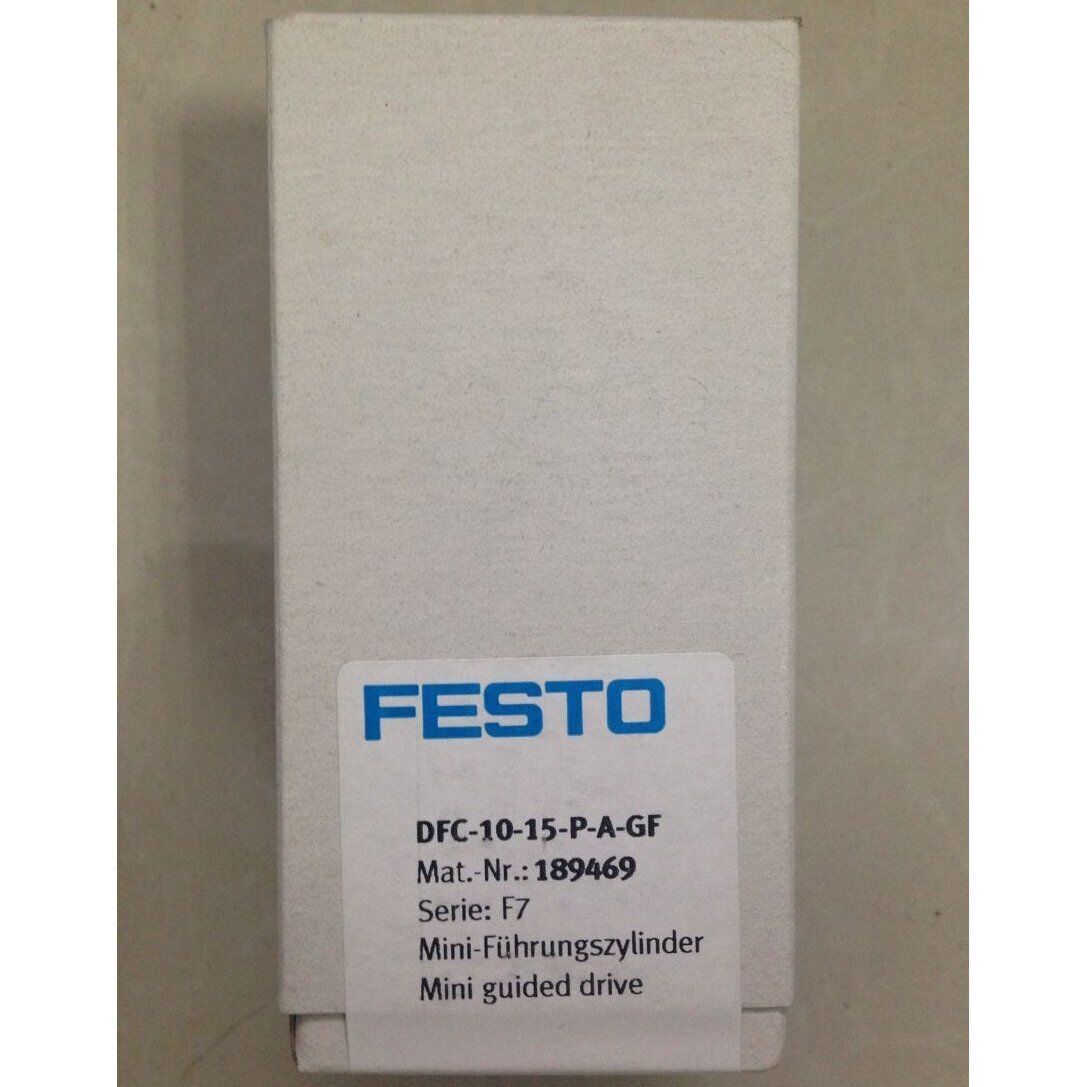 FESTO
DFC-10-15-P-A-GF
Mat.-Nr.: 189469
Serie: F7
Mini-Führungszylinder
Mini guided drive